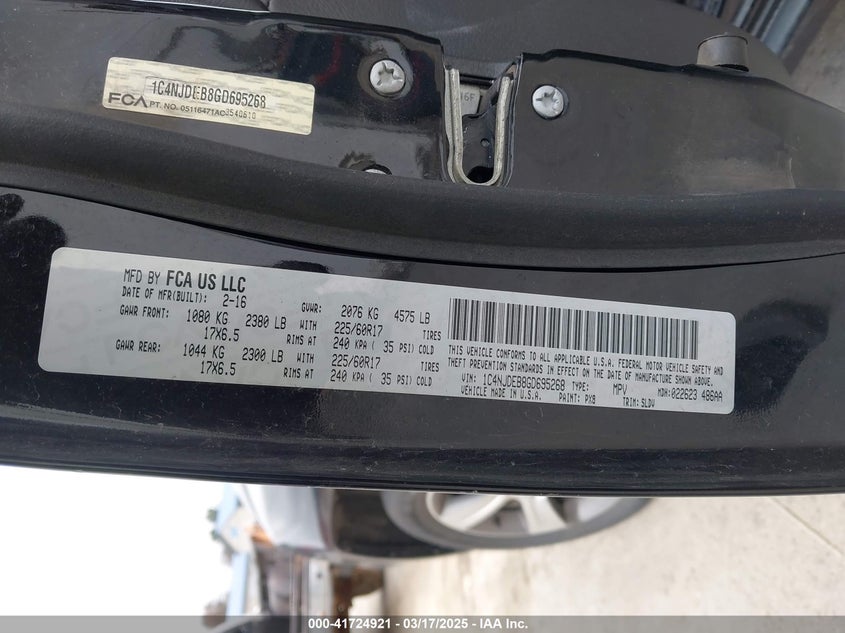 1C4NJDEB8GD695268
FCA PT. NO. 05116471AC 3540610
16F
MFD BY FCA US LLC
DATE OF MFR(BUILT): 2-16 GVWR: 2076 KG 4575 LB
GAWR FRONT: 1080 KG 2380 LB WITH 225/60R17 TIRES
17X6.5 RIMS AT 240 KPA ( 35 PSI) COLD
GAWR REAR: 1044 KG 2300 LB WITH 225/60R17 TIRES
17X6.5 RIMS AT 240 KPA ( 35 PSI) COLD
THIS VEHICLE CONFORMS TO ALL APPLICABLE U.S.A. FEDERAL MOTOR VEHICLE SAFETY AND
THEFT PREVENTION STANDARDS IN EFFECT ON THE DATE OF MANUFACTURE SHOWN ABOVE.
VIN: 1C4NJDEB8GD695268 TYPE: MPV MDH: 022623 486AA
VEHICLE MADE IN U.S.A. PAINT: PX8 TRIM: SLDV
000-41724921 - 03/17/2025 - IAA Inc.